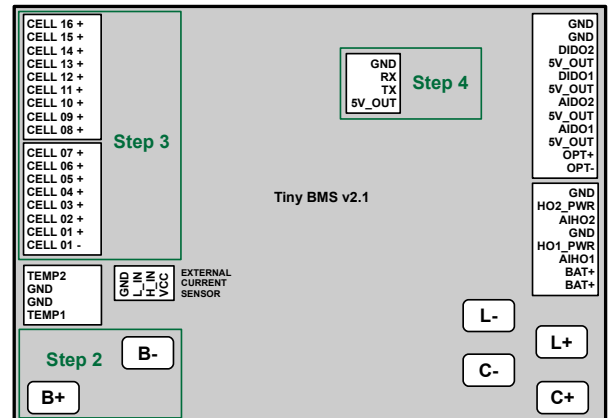 CELL 16 +
CELL 15 +
CELL 14 +
CELL 13 +
CELL 12 +
CELL 11 +
CELL 10 +
CELL 09 +
CELL 08 +
CELL 07 +
CELL 06 +
CELL 05 +
CELL 04 +
CELL 03 +
CELL 02 +
CELL 01 +
CELL 01 -
Step 3
GND
RX
TX
5V_OUT
Step 4
GND
GND
DIDO2
5V_OUT
DIDO1
5V_OUT
AIDO2
5V_OUT
AIDO1
5V_OUT
OPT+
OPT-
Tiny BMS v2.1
GND
HO2_PWR
AIHO2
GND
HO1_PWR
AIHO1
BAT+
BAT+
TEMP2
GND
GND
TEMP1
GND
L_IN
H_IN
VCC
EXTERNAL
CURRENT
SENSOR
Step 2
B-
B+
L-
L+
C-
C+